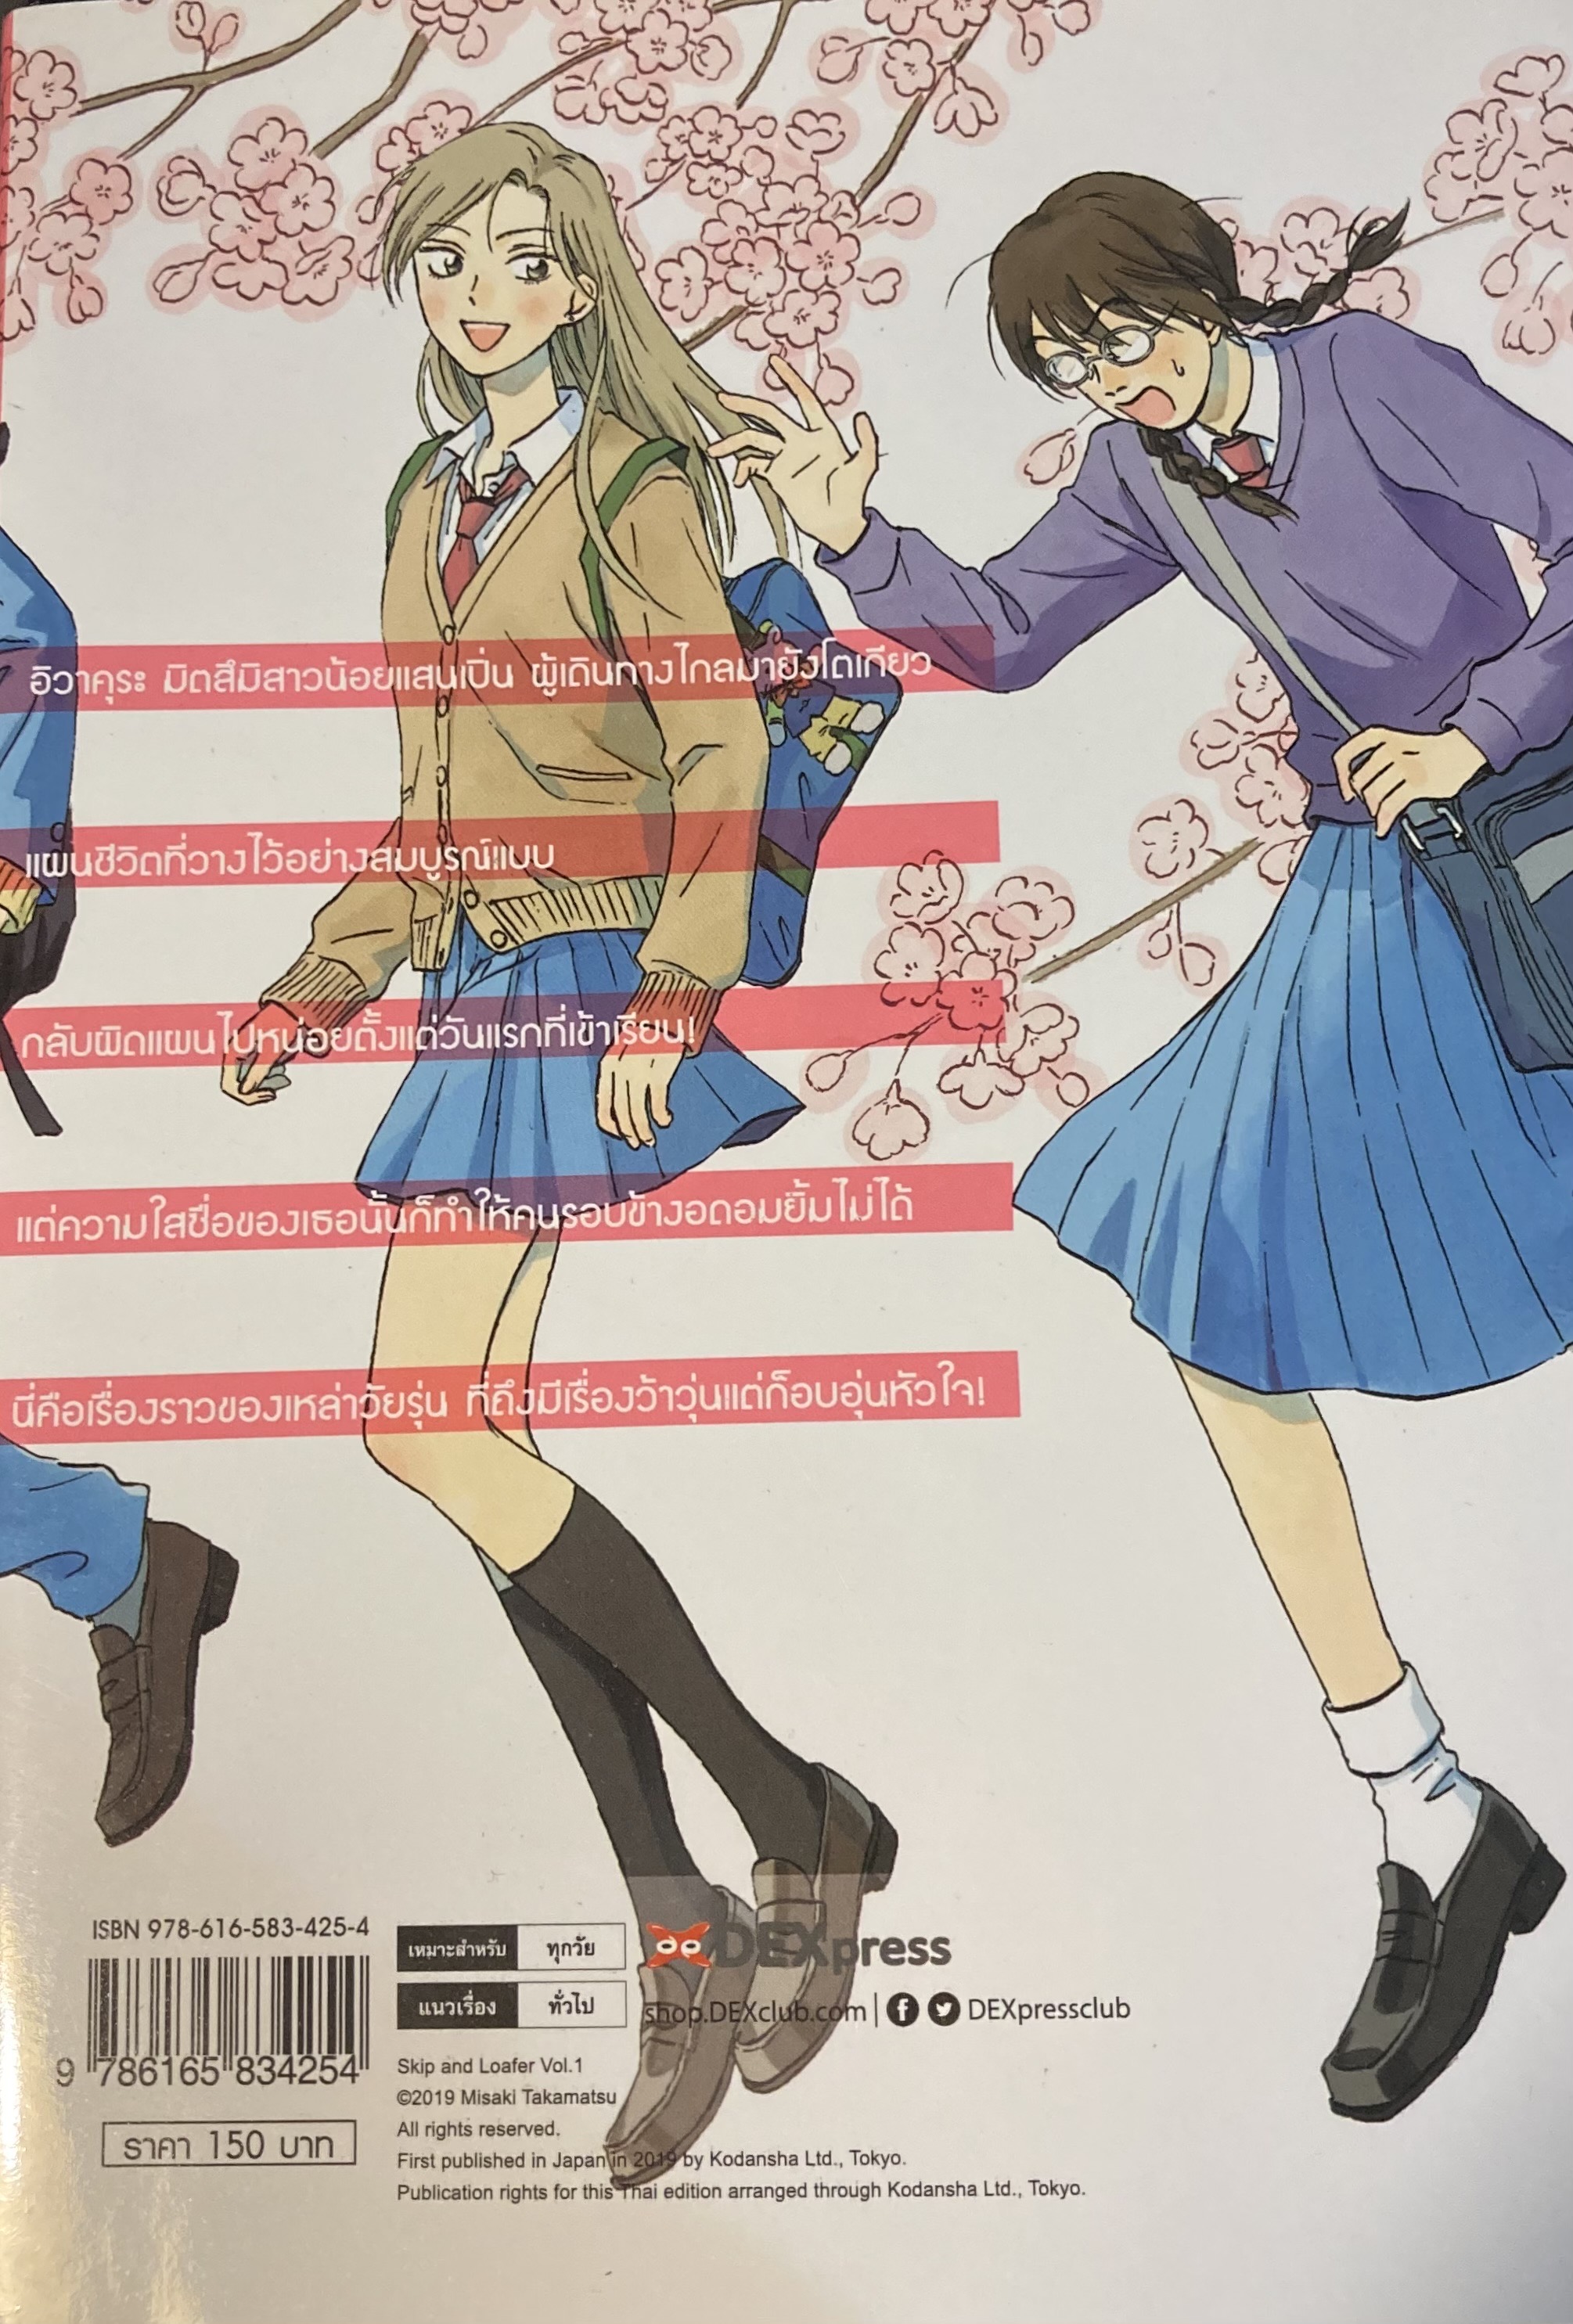 อิวาคุระ มิตสึมิสาวน้อยแสนเปิ่น ผู้เดินทางไกลมายังโตเกียว
แผนชีวิตที่วางไว้อย่างสมบูรณ์แบบ
กลับผิดแผนไปหน่อยตั้งแต่วันแรกที่เข้าเรียน!
แต่ความใสซื่อของเธอนั้นก็ทำให้คนรอบข้างอดอมยิ้มไม่ได้
นี่คือเรื่องราวของเหล่าวัยรุ่น ที่ถึงมีเรื่องว้าวุ่นแต่ก็อบอุ่นหัวใจ!
ISBN 978-616-583-425-4
9 786165 834254
ราคา 150 บาท
เหมาะสำหรับ ทุกวัย
แนวเรื่อง ทั่วไป
DEXpress
shop.DEXclub.com | DEXpressclub
Skip and Loafer Vol.1
©2019 Misaki Takamatsu
All rights reserved.
First published in Japan in 2019 by Kodansha Ltd., Tokyo.
Publication rights for this Thai edition arranged through Kodansha Ltd., Tokyo.